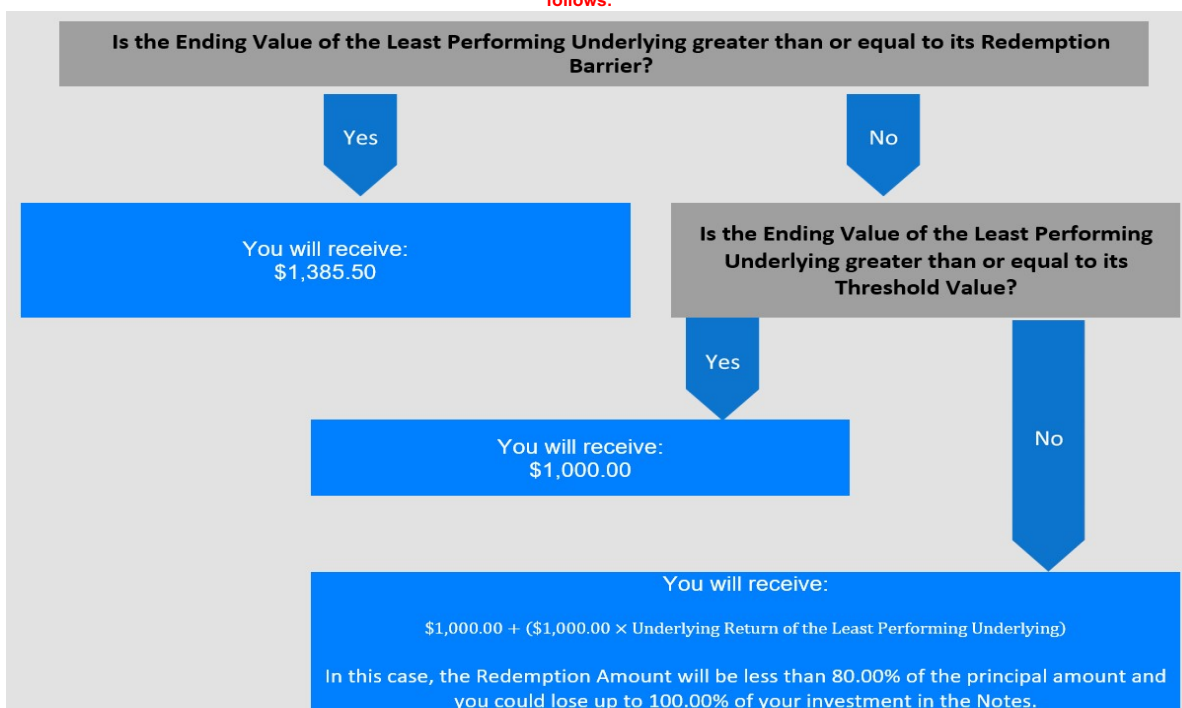 follows:
Is the Ending Value of the Least Performing Underlying greater than or equal to its Redemption
Barrier?
Yes
No
You will receive:
$1,385.50
Is the Ending Value of the Least Performing
Underlying greater than or equal to its
Threshold Value?
Yes
No
You will receive:
$1,000.00
You will receive:
$1,000.00 + ($1,000.00 × Underlying Return of the Least Performing Underlying)
In this case, the Redemption Amount will be less than 80.00% of the principal amount and
you could lose up to 100.00% of your investment in the Notes.